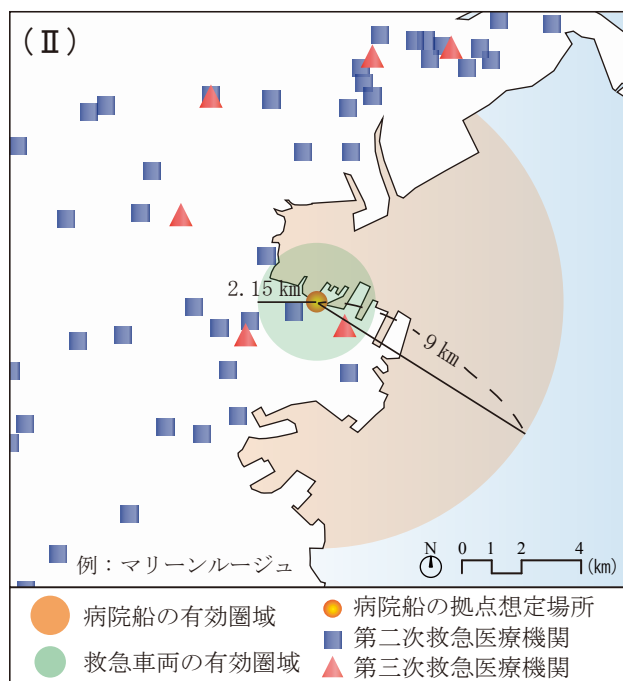 (Ⅱ)
2.15 km
9 km
例：マリーンルージュ
N
0 1 2 4
(km)
病院船の有効圏域
救急車両の有効圏域
病院船の拠点想定場所
第二次救急医療機関
第三次救急医療機関